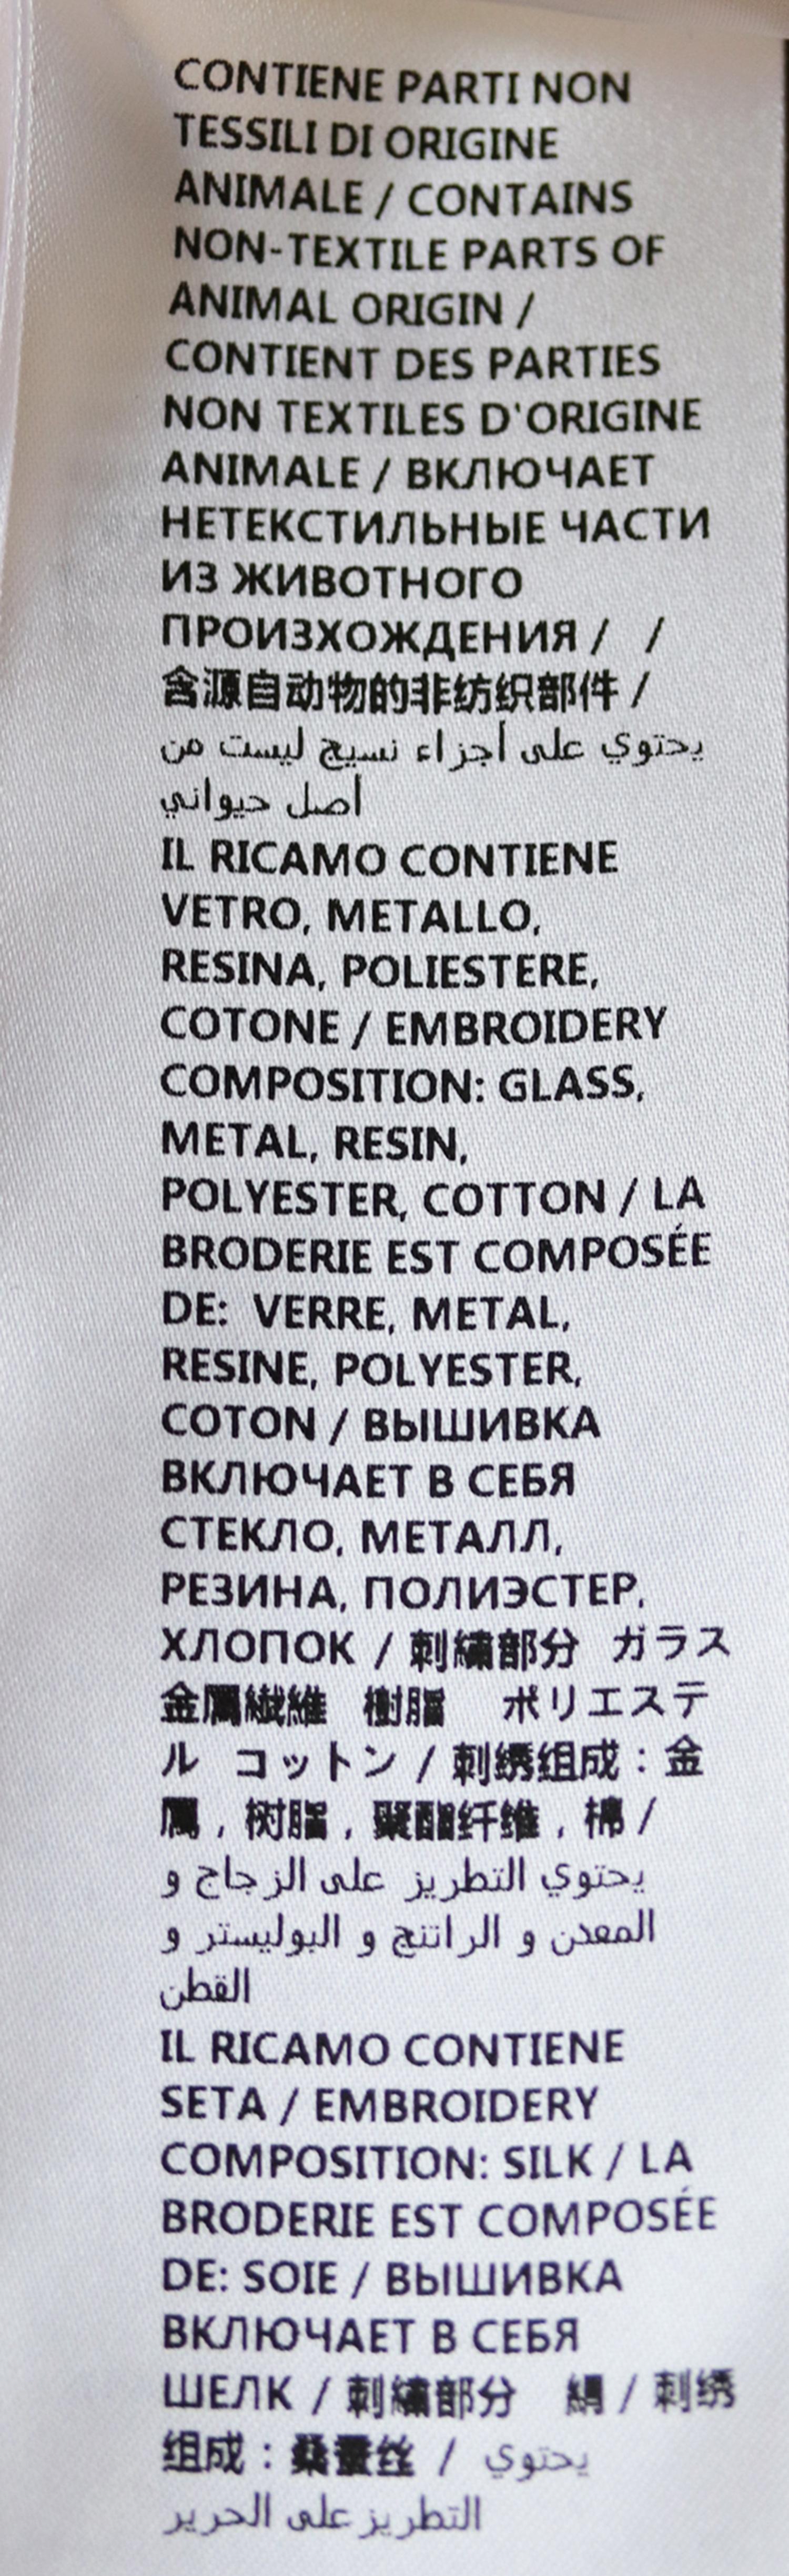 CONTIENE PARTI NON
TESSILI DI ORIGINE
ANIMALE / CONTAINS
NON-TEXTILE PARTS OF
ANIMAL ORIGIN /
CONTIENT DES PARTIES
NON TEXTILES D'ORIGINE
ANIMALE / ВКЛЮЧАЕТ
НЕТЕКСТИЛЬНЫЕ ЧАСТИ
ИЗ ЖИВОТНОГО
ПРОИЗХОЖДЕНИЯ / /
含源自动物的非纺织部件 /
يحتوي على أجزاء نسيج ليست من
أصل حيواني
IL RICAMO CONTIENE
VETRO, METALLO,
RESINA, POLIESTERE,
COTONE / EMBROIDERY
COMPOSITION: GLASS,
METAL, RESIN,
POLYESTER, COTTON / LA
BRODERIE EST COMPOSÉE
DE: VERRE, METAL,
RESINE, POLYESTER,
COTON / ВЫШИВКА
ВКЛЮЧАЕТ В СЕБЯ
СТЕКЛО, МЕТАЛЛ,
РЕЗИНА, ПОЛИЭСТЕР,
ХЛОПОК / 刺繍部分 ガラス
金属繊維 樹脂 ポリエステ
ル コットン / 刺绣组成：金
属，树脂，聚酯纤维，棉 /
يحتوي التطريز على الزجاج و
المعدن و الراتنج و البوليستر و
القطن
IL RICAMO CONTIENE
SETA / EMBROIDERY
COMPOSITION: SILK / LA
BRODERIE EST COMPOSÉE
DE: SOIE / ВЫШИВКА
ВКЛЮЧАЕТ В СЕБЯ
ШЕЛК / 刺繍部分 絹 / 刺绣
组成：桑蚕丝 / يحتوي
التطريز على الحرير